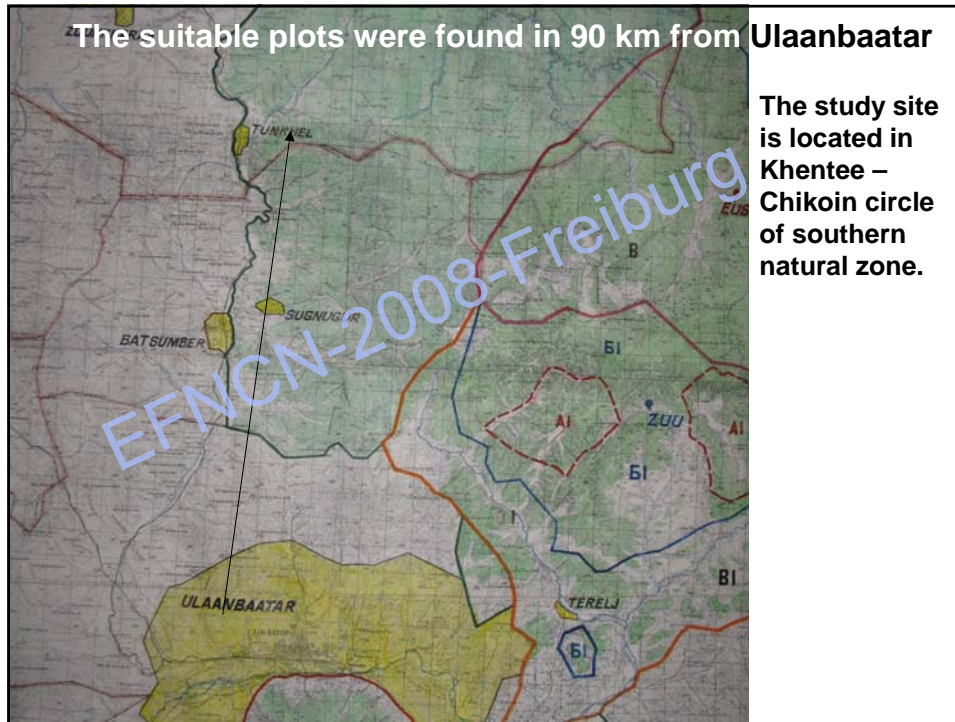 The suitable plots were found in 90 km from Ulaanbaatar
The study site
is located in
Khentee –
Chikoin circle
of southern
natural zone.
TUNKHEL
EUS
B
SUGNUGUR
BATSUMBER
БI
AI
ZUU
AI
БI
I
BI
ULAANBAATAR
TERELJ
БI
EFNCN-2008-Freiburg